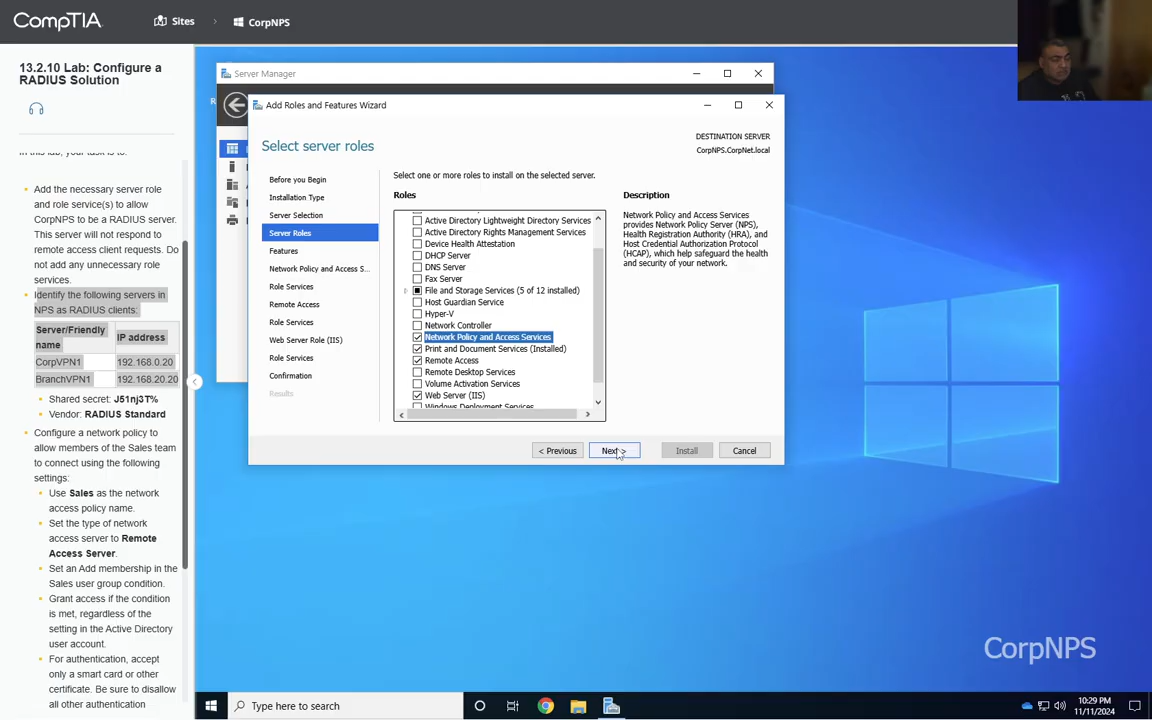 CompTIA.
Sites
CorpNPS
13.2.10 Lab: Configure a
RADIUS Solution
In this lab, your task is to:
Add the necessary server role
and role service(s) to allow
CorpNPS to be a RADIUS server.
This server will not respond to
remote access client requests. Do
not add any unnecessary role
services.
Identify the following servers in
NPS as RADIUS clients:
Server/Friendly
name
IP address
CorpVPN1 192.168.0.20
BranchVPN1 192.168.20.20
Shared secret: J51nj3T%
Vendor: RADIUS Standard
Configure a network policy to
allow members of the Sales team
to connect using the following
settings:
Use Sales as the network
access policy name.
Set the type of network
access server to Remote
Access Server.
Set an Add membership in the
Sales user group condition.
Grant access if the condition
is met, regardless of the
setting in the Active Directory
user account.
For authentication, accept
only a smart card or other
certificate. Be sure to disallow
all other authentication
Server Manager
Add Roles and Features Wizard
Select server roles
DESTINATION SERVER
CorpNPS.CorpNet.local
Before you Begin
Installation Type
Server Selection
Server Roles
Features
Network Policy and Access S...
Role Services
Remote Access
Role Services
Web Server Role (IIS)
Role Services
Confirmation
Results
Select one or more roles to install on the selected server.
Roles
Active Directory Lightweight Directory Services
Active Directory Rights Management Services
Device Health Attestation
DHCP Server
DNS Server
Fax Server
File and Storage Services (5 of 12 installed)
Host Guardian Service
Hyper-V
Network Controller
Network Policy and Access Services
Print and Document Services (Installed)
Remote Access
Remote Desktop Services
Volume Activation Services
Web Server (IIS)
Windows Deployment Services
Description
Network Policy and Access Services
provides Network Policy Server (NPS),
Health Registration Authority (HRA), and
Host Credential Authorization Protocol
(HCAP), which help safeguard the health
and security of your network.
< Previous
Next >
Install
Cancel
CorpNPS
Type here to search
10:29 PM
11/11/2024